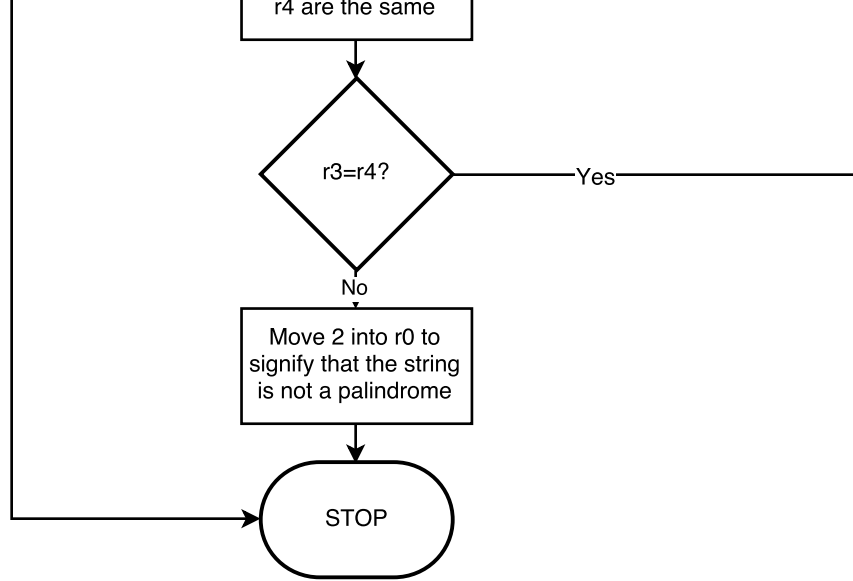 r4 are the same
r3=r4?
Yes
No
Move 2 into r0 to
signify that the string
is not a palindrome
STOP